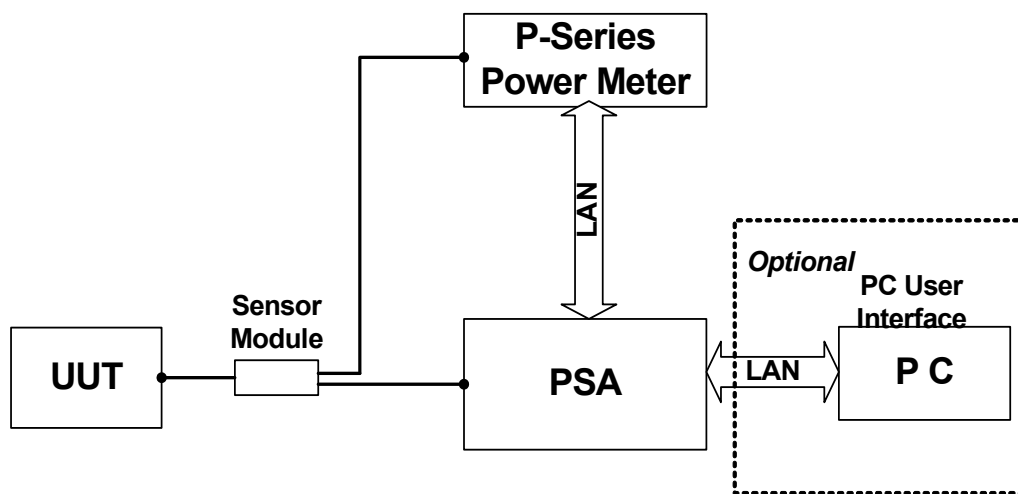 P-Series
Power Meter
LAN
Optional
PC User
Interface
Sensor
Module
UUT
PSA
LAN
P C